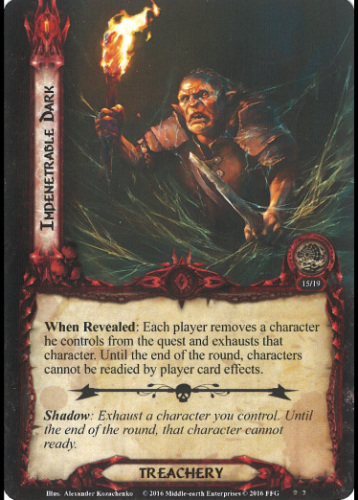 IMPENETRABLE DARK
15/19
When Revealed: Each player removes a character
he controls from the quest and exhausts that
character. Until the end of the round, characters
cannot be readied by player card effects.
Shadow: Exhaust a character you control. Until
the end of the round, that character cannot
ready.
TREACHERY
Illus. Alexander Kozachenko © 2016 Middle-earth Enterprises © 2016 FFG